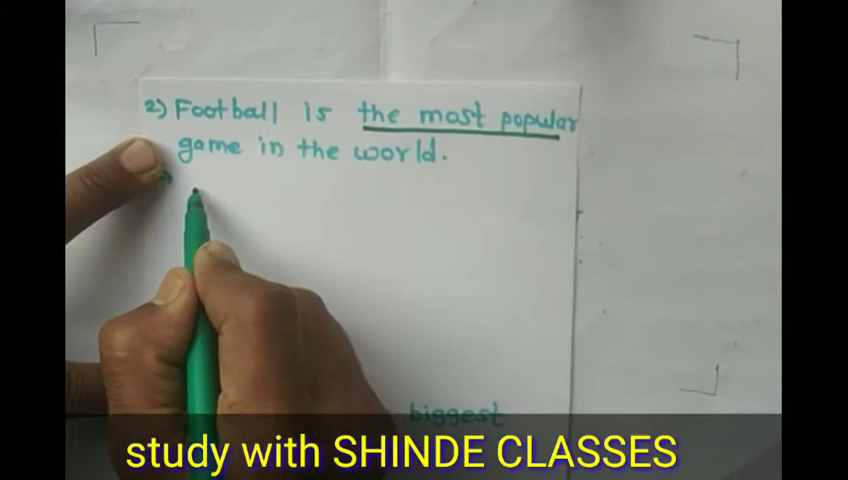 2) Football is the most popular
game in the world.
biggest
study with SHINDE CLASSES